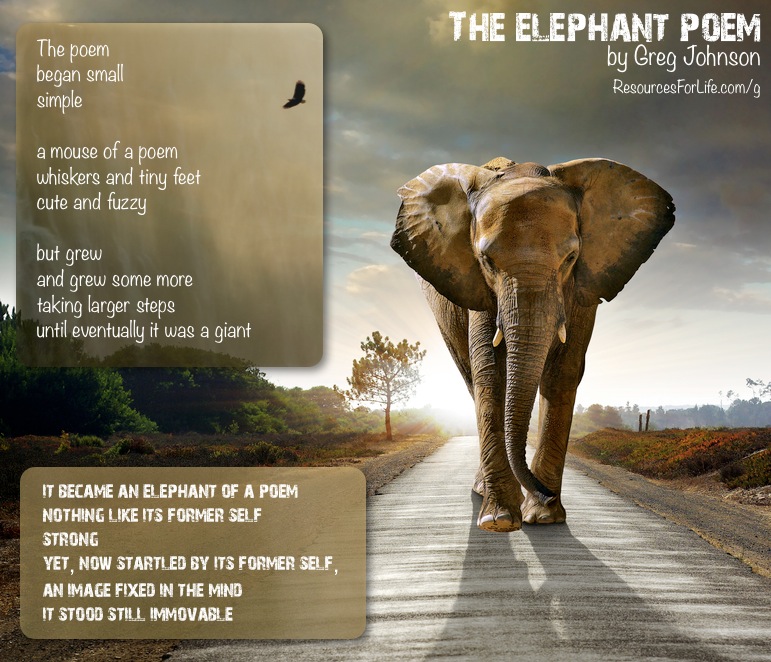 THE ELEPHANT POEM
by Greg Johnson
ResourcesForLife.com/g
The poem
began small
simple
a mouse of a poem
whiskers and tiny feet
cute and fuzzy
but grew
and grew some more
taking larger steps
until eventually it was a giant
IT BECAME AN ELEPHANT OF A POEM
NOTHING LIKE ITS FORMER SELF
STRONG
YET, NOW STARTLED BY ITS FORMER SELF,
AN IMAGE FIXED IN THE MIND
IT STOOD STILL IMMOVABLE